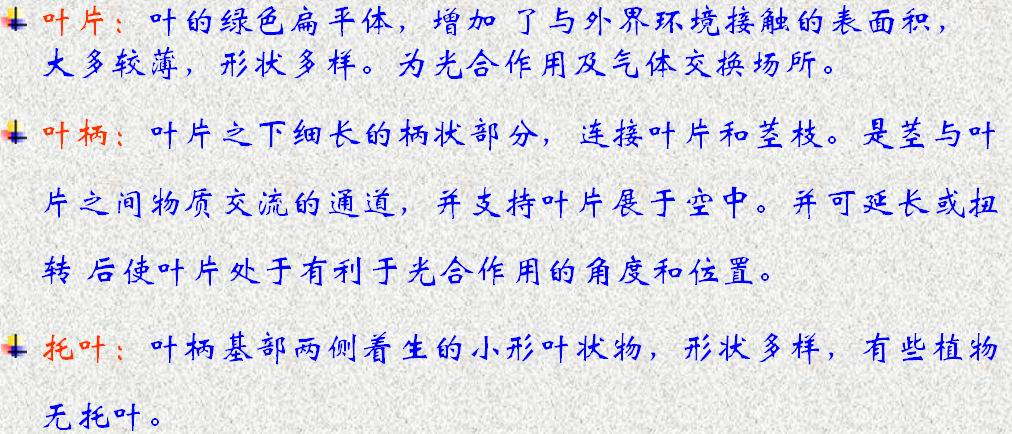 叶片：叶的绿色扁平体，增加 了与外界环境接触的表面积，
大多较薄，形状多样。为光合作用及气体交换场所。
叶柄：叶片之下细长的柄状部分，连接叶片和茎枝。是茎与叶
片之间物质交流的通道，并支持叶片展于空中。并可延长或扭
转 后使叶片处于有利于光合作用的角度和位置。
托叶：叶柄基部两侧着生的小形叶状物，形状多样，有些植物
无托叶。